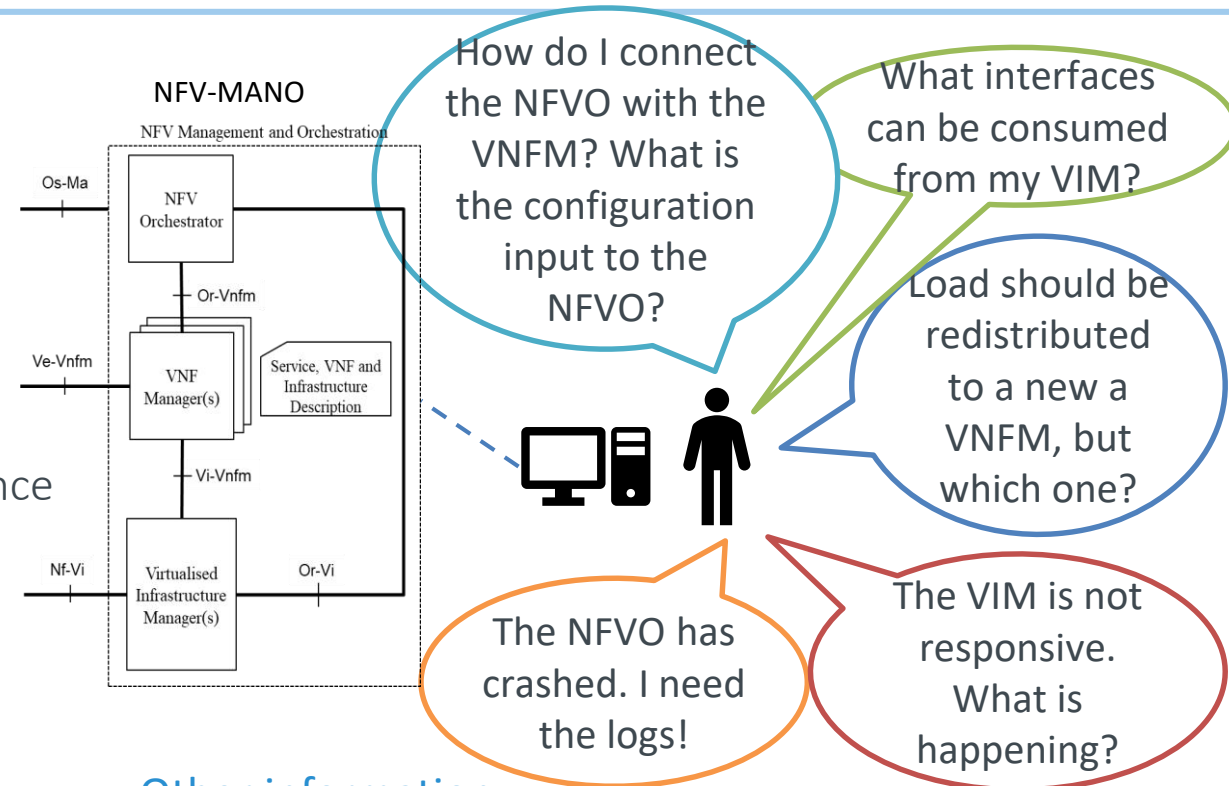 NFV-MANO
NFV Management and Orchestration
Os-Ma
NFV
Orchestrator
Or-Vnfm
Ve-Vnfm
VNF
Manager(s)
Service, VNF and
Infrastructure
Description
Vi-Vnfm
nce
Nf-Vi
Virtualised
Infrastructure
Manager(s)
Or-Vi
How do I connect
the NFVO with the
VNFM? What is
the configuration
input to the
NFVO?
What interfaces
can be consumed
from my VIM?
Load should be
redistributed
to a new a
VNFM, but
which one?
The NFVO has
crashed. I need
the logs!
The VIM is not
responsive.
What is
happening?
Other information